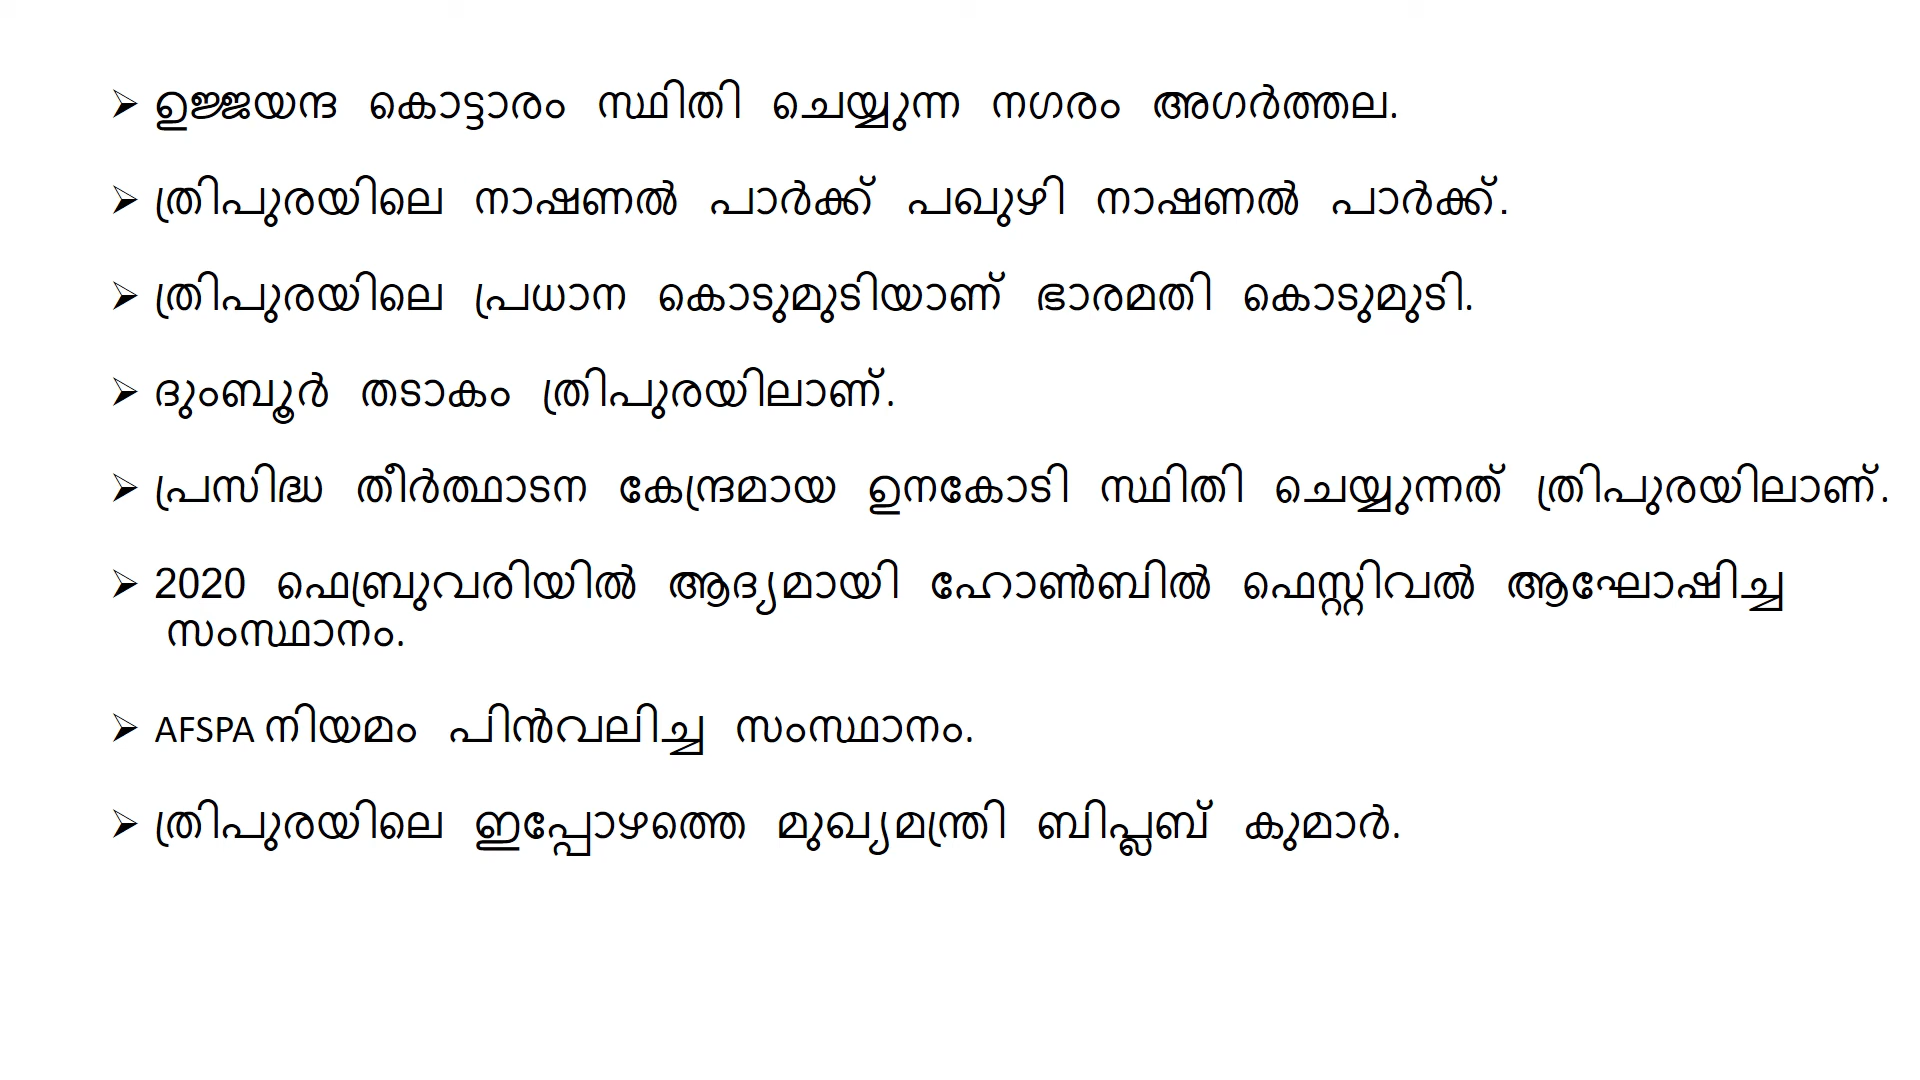 ➢ ഉജ്ജയന്ദ കൊട്ടാരം സ്ഥിതി ചെയ്യുന്ന നഗരം അഗർത്തല.
➢ ത്രിപുരയിലെ നാഷണൽ പാർക്ക് പഖുഴി നാഷണൽ പാർക്ക്.
➢ ത്രിപുരയിലെ പ്രധാന കൊടുമുടിയാണ് ഭാരമതി കൊടുമുടി.
➢ ദുംബൂർ തടാകം ത്രിപുരയിലാണ്.
➢ പ്രസിദ്ധ തീർത്ഥാടന കേന്ദ്രമായ ഉനകോടി സ്ഥിതി ചെയ്യുന്നത് ത്രിപുരയിലാണ്.
➢ 2020 ഫെബ്രുവരിയിൽ ആദ്യമായി ഹോൺബിൽ ഫെസ്റ്റിവൽ ആഘോഷിച്ച
സംസ്ഥാനം.
➢ AFSPA നിയമം പിൻവലിച്ച സംസ്ഥാനം.
➢ ത്രിപുരയിലെ ഇപ്പോഴത്തെ മുഖ്യമന്ത്രി ബിപ്ലബ് കുമാർ.